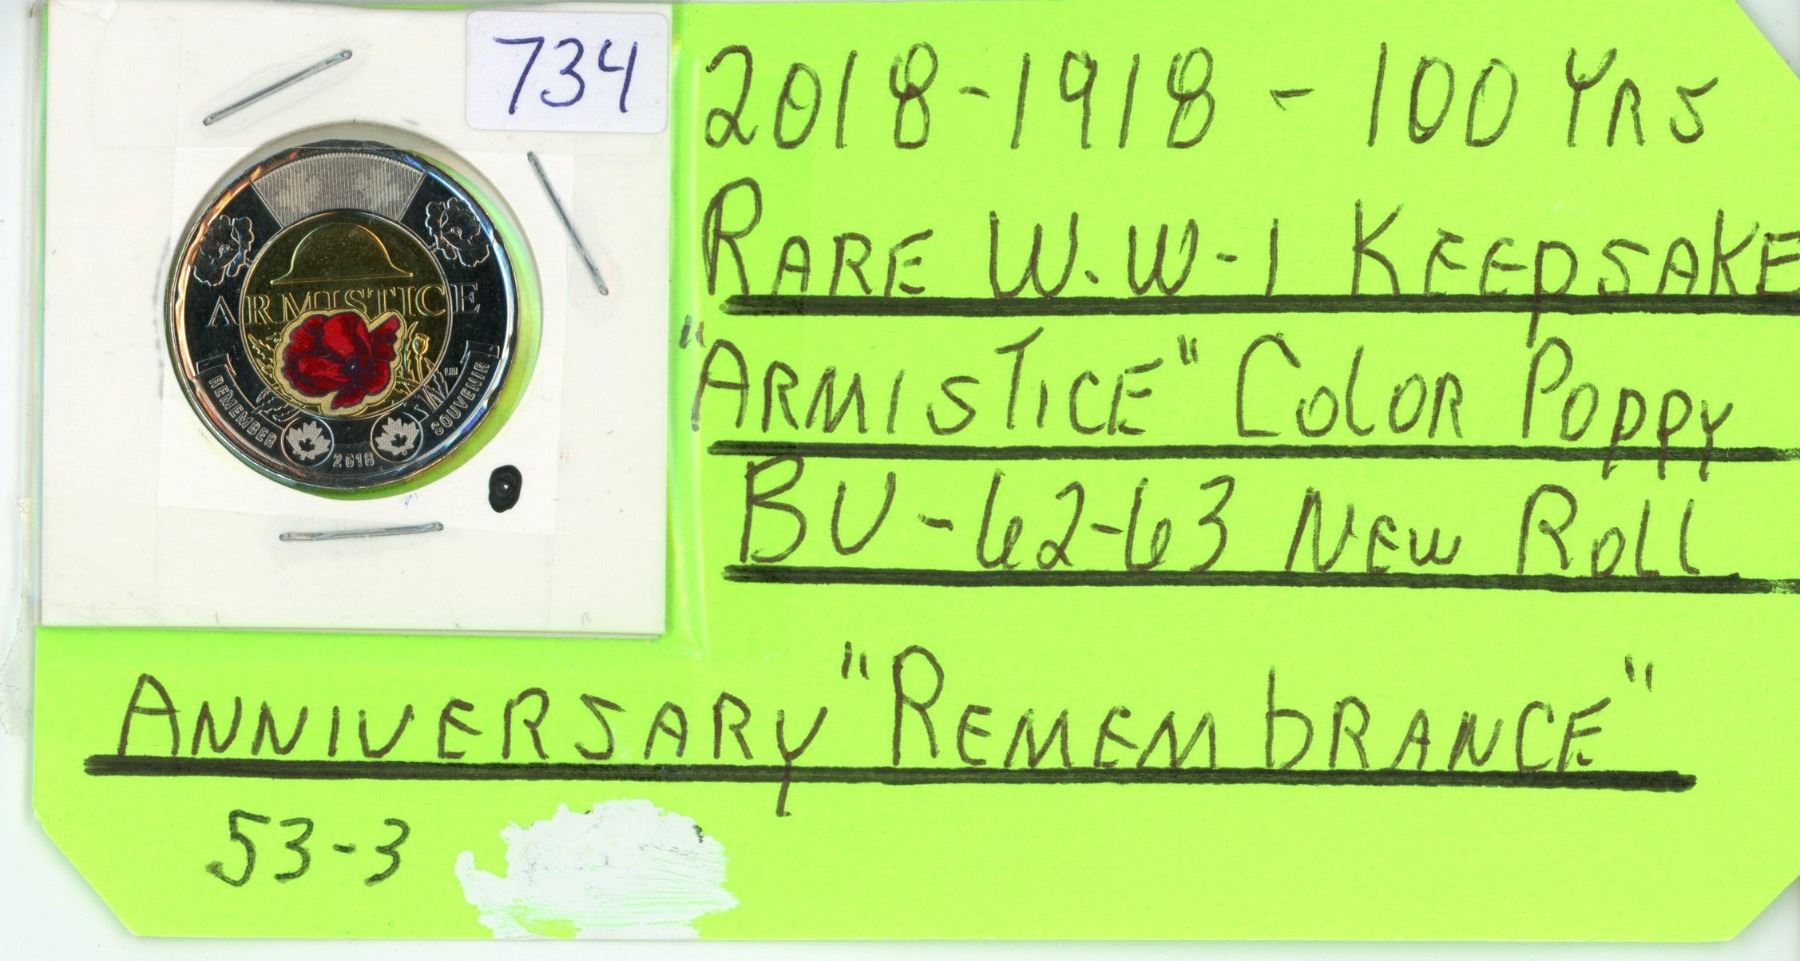 734
2018-1918 - 100 YRS
RARE W.W-1 KEEPSAKE
"ARMISTICE" COLOR POPPY
BU-62-63 NEW ROLL
ANNIVERSARY "REMEMBRANCE"
53-3
ARMISTICE
REMEMBER
2018
SOUVENIR